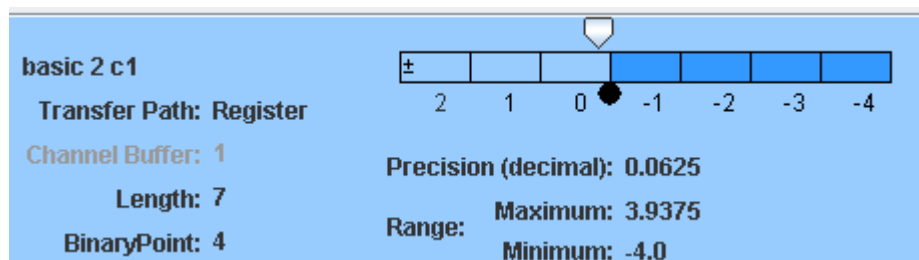 basic 2 c1
±
2 1 0 -1 -2 -3 -4
Transfer Path: Register
Channel Buffer: 1
Length: 7
BinaryPoint: 4
Precision (decimal): 0.0625
Range:
Maximum: 3.9375
Minimum: -4.0